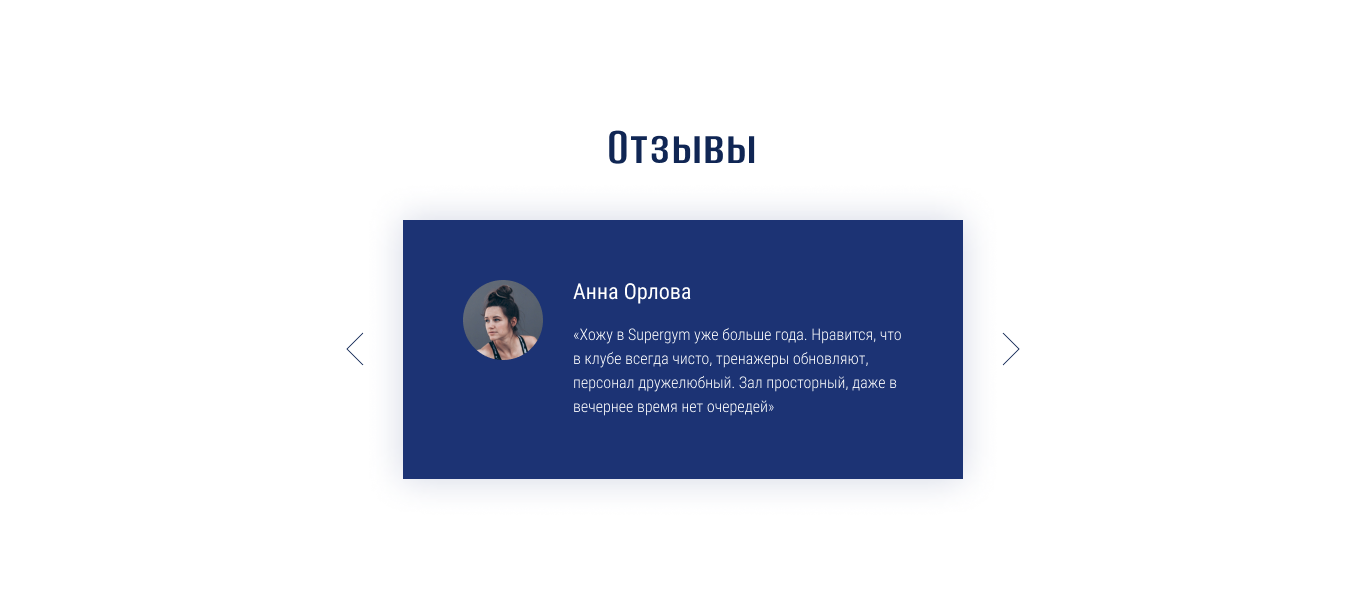 Отзывы
Анна Орлова
«Хожу в Supergym уже больше года. Нравится, что
в клубе всегда чисто, тренажеры обновляют,
персонал дружелюбный. Зал просторный, даже в
вечернее время нет очередей»